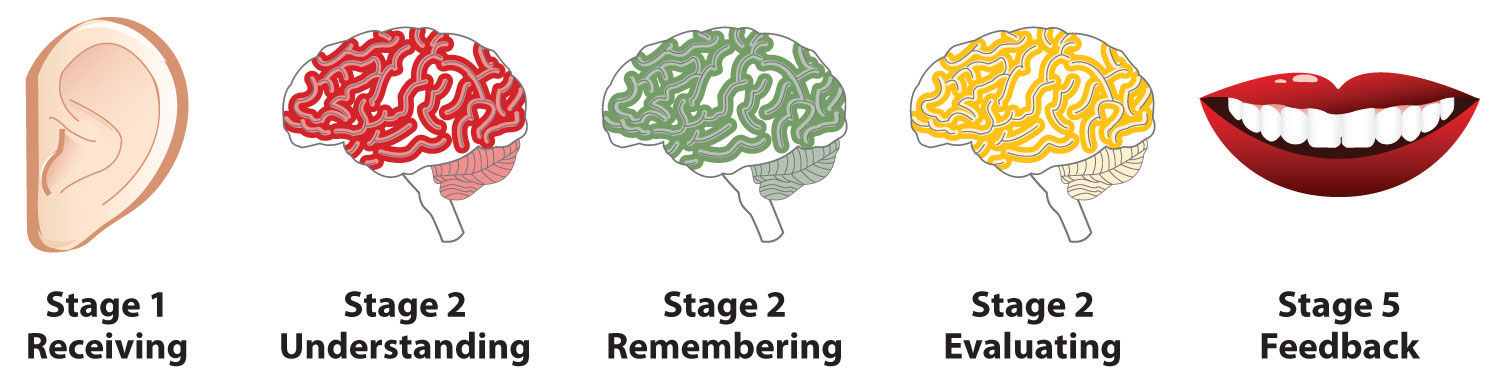 Stage 1
Receiving
Stage 2
Understanding
Stage 2
Remembering
Stage 2
Evaluating
Stage 5
Feedback